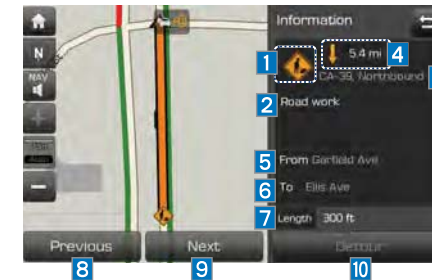 Information
N
NAV
1
5.4 mi
4
CA-39, Northbound
2
Road work
5
From Garfield Ave
6
To Ellis Ave
7
Length 300 ft
Previous
Next
Detour
8
9
10